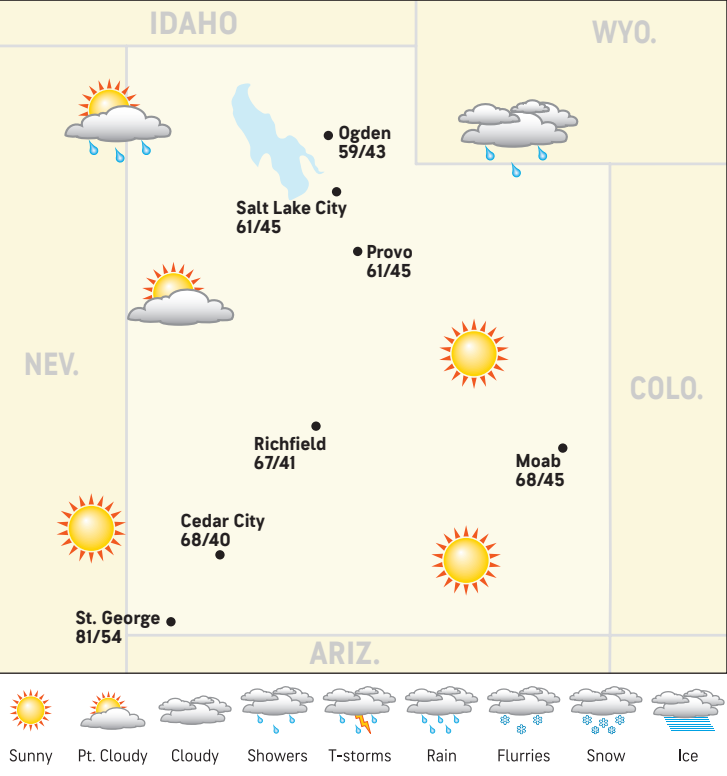 IDAHO
WYO.
Ogden
59/43
Salt Lake City
61/45
Provo
61/45
NEV.
COLO.
Richfield
67/41
Moab
68/45
Cedar City
68/40
St. George
81/54
ARIZ.
Sunny Pt. Cloudy Cloudy Showers T-storms Rain Flurries Snow Ice